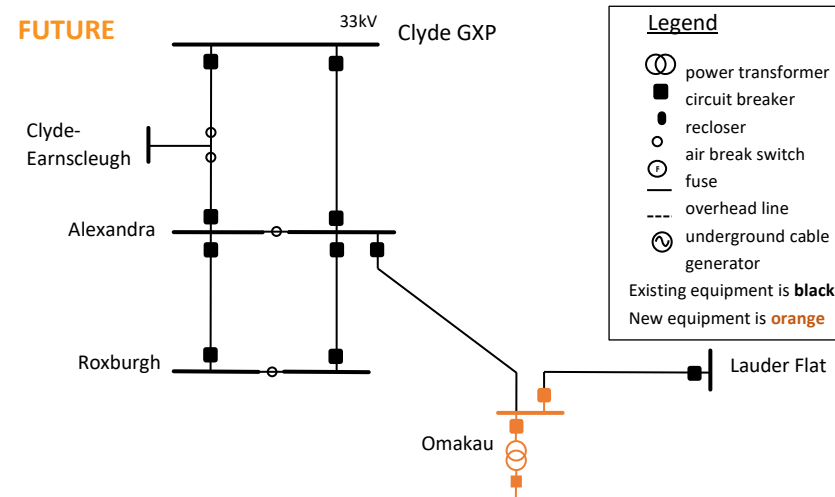 FUTURE
33kV
Clyde GXP
Clyde-
Earnscleugh
Alexandra
Roxburgh
Omakau
Lauder Flat
Legend
power transformer
circuit breaker
recloser
air break switch
F
fuse
overhead line
underground cable
generator
Existing equipment is black
New equipment is orange